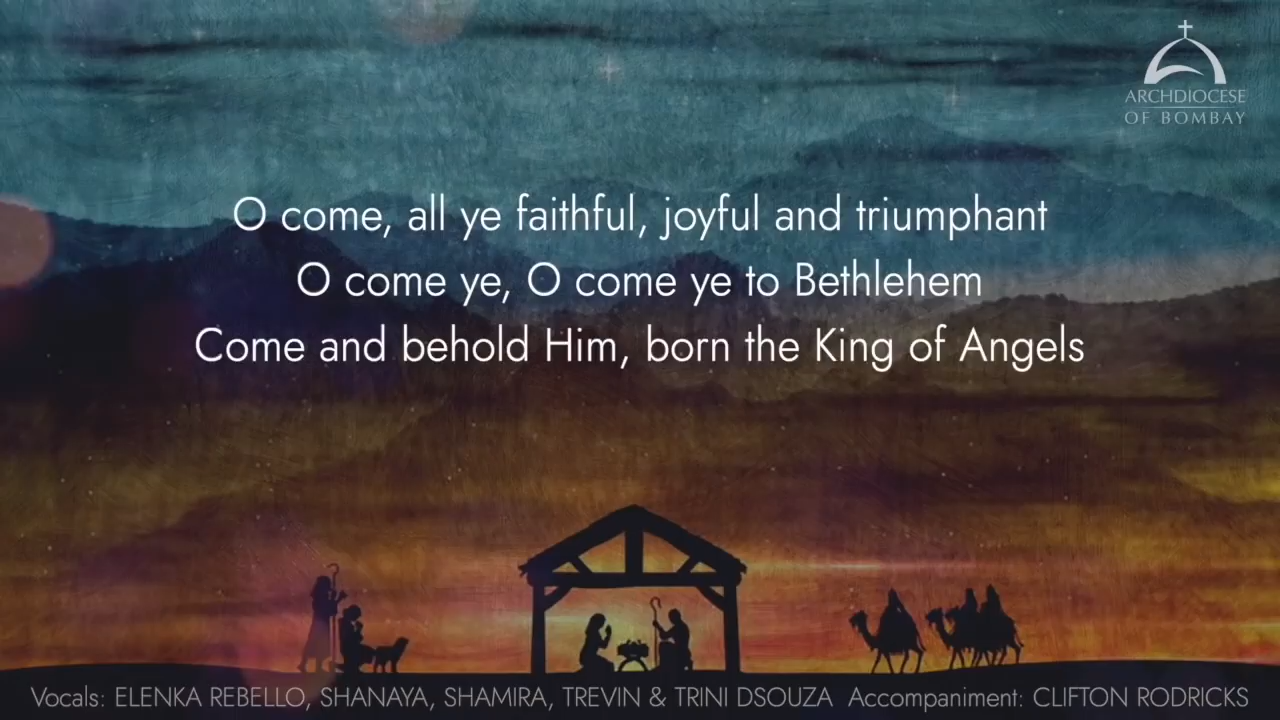 ARCHDIOCESE
OF BOMBAY
O come, all ye faithful, joyful and triumphant
O come ye, O come ye to Bethlehem
Come and behold Him, born the King of Angels
Vocals: ELENKA REBELLO, SHANAYA, SHAMIRA, TREVIN & TRINI DSOUZA Accompaniment: CLIFTON RODRICKS